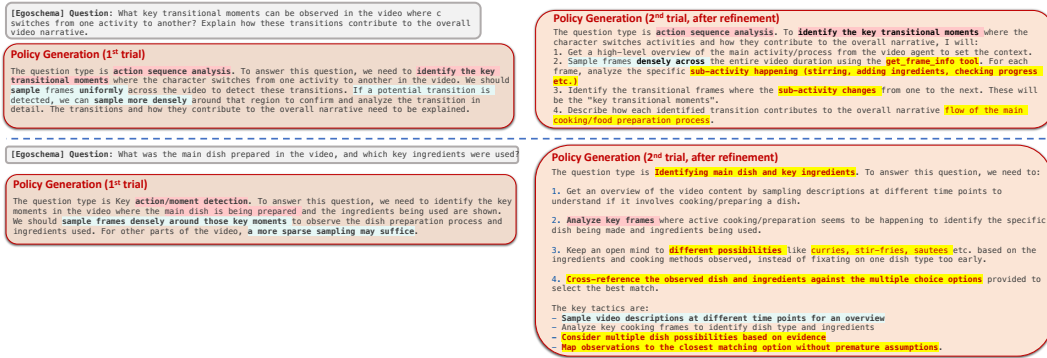 [Egoschema] Question: What key transitional moments can be observed in the video where c
switches from one activity to another? Explain how these transitions contribute to the overall
video narrative.
Policy Generation (1st trial)
The question type is action sequence analysis. To answer this question, we need to identify the key
transitional moments where the character switches from one activity to another in the video. We should
sample frames uniformly across the video to detect these transitions. If a potential transition is
detected, we can sample more densely around that region to confirm and analyze the transition in
detail. The transitions and how they contribute to the overall narrative need to be explained.
Policy Generation (2nd trial, after refinement)
The question type is action sequence analysis. To identify the key transitional moments where the
character switches activities and how they contribute to the overall narrative, I will:
1. Get a high-level overview of the main activity/process from the video agent to set the context.
2. Sample frames densely across the entire video duration using the get_frame_info tool. For each
frame, analyze the specific sub-activity happening (stirring, adding ingredients, checking progress
etc.)
3. Identify the transitional frames where the sub-activity changes from one to the next. These will
be the "key transitional moments".
4. Describe how each identified transition contributes to the overall narrative flow of the main
cooking/food preparation process.
[Egoschema] Question: What was the main dish prepared in the video, and which key ingredients were used?
Policy Generation (1st trial)
The question type is Key action/moment detection. To answer this question, we need to identify the key
moments in the video where the main dish is being prepared and the ingredients being used are shown.
We should sample frames densely around those key moments to observe the dish preparation process and
ingredients used. For other parts of the video, a more sparse sampling may suffice.
Policy Generation (2nd trial, after refinement)
The question type is Identifying main dish and key ingredients. To answer this question, we need to:
1. Get an overview of the video content by sampling descriptions at different time points to
understand if it involves cooking/preparing a dish.
2. Analyze key frames where active cooking/preparation seems to be happening to identify the specific
dish being made and ingredients being used.
3. Keep an open mind to different possibilities like curries, stir-fries, sautees etc. based on the
ingredients and cooking methods observed, instead of fixating on one dish type too early.
4. Cross-reference the observed dish and ingredients against the multiple choice options provided to
select the best match.
The key tactics are:
– Sample video descriptions at different time points for an overview
– Analyze key cooking frames to identify dish type and ingredients
– Consider multiple dish possibilities based on evidence
– Map observations to the closest matching option without premature assumptions.